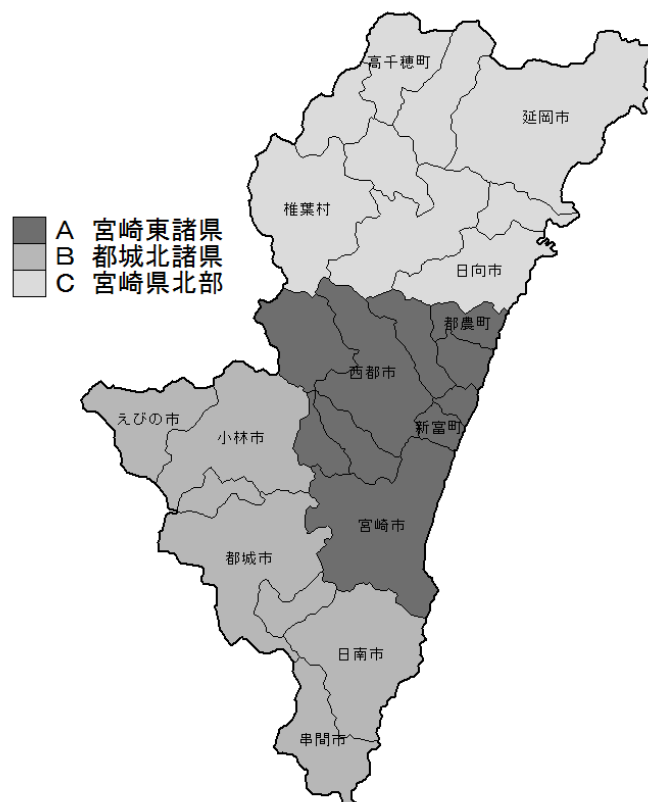 高千穂町
延岡市
椎葉村
A 宮崎東諸県
B 都城北諸県
C 宮崎県北部
日向市
都農町
西都市
えびの市
小林市
新富町
宮崎市
都城市
日南市
串間市